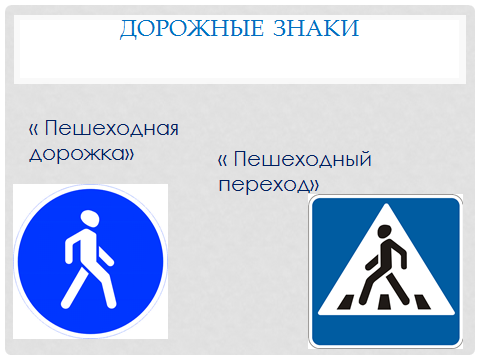 ДОРОЖНЫЕ ЗНАКИ
« Пешеходная
дорожка»
« Пешеходный
переход»